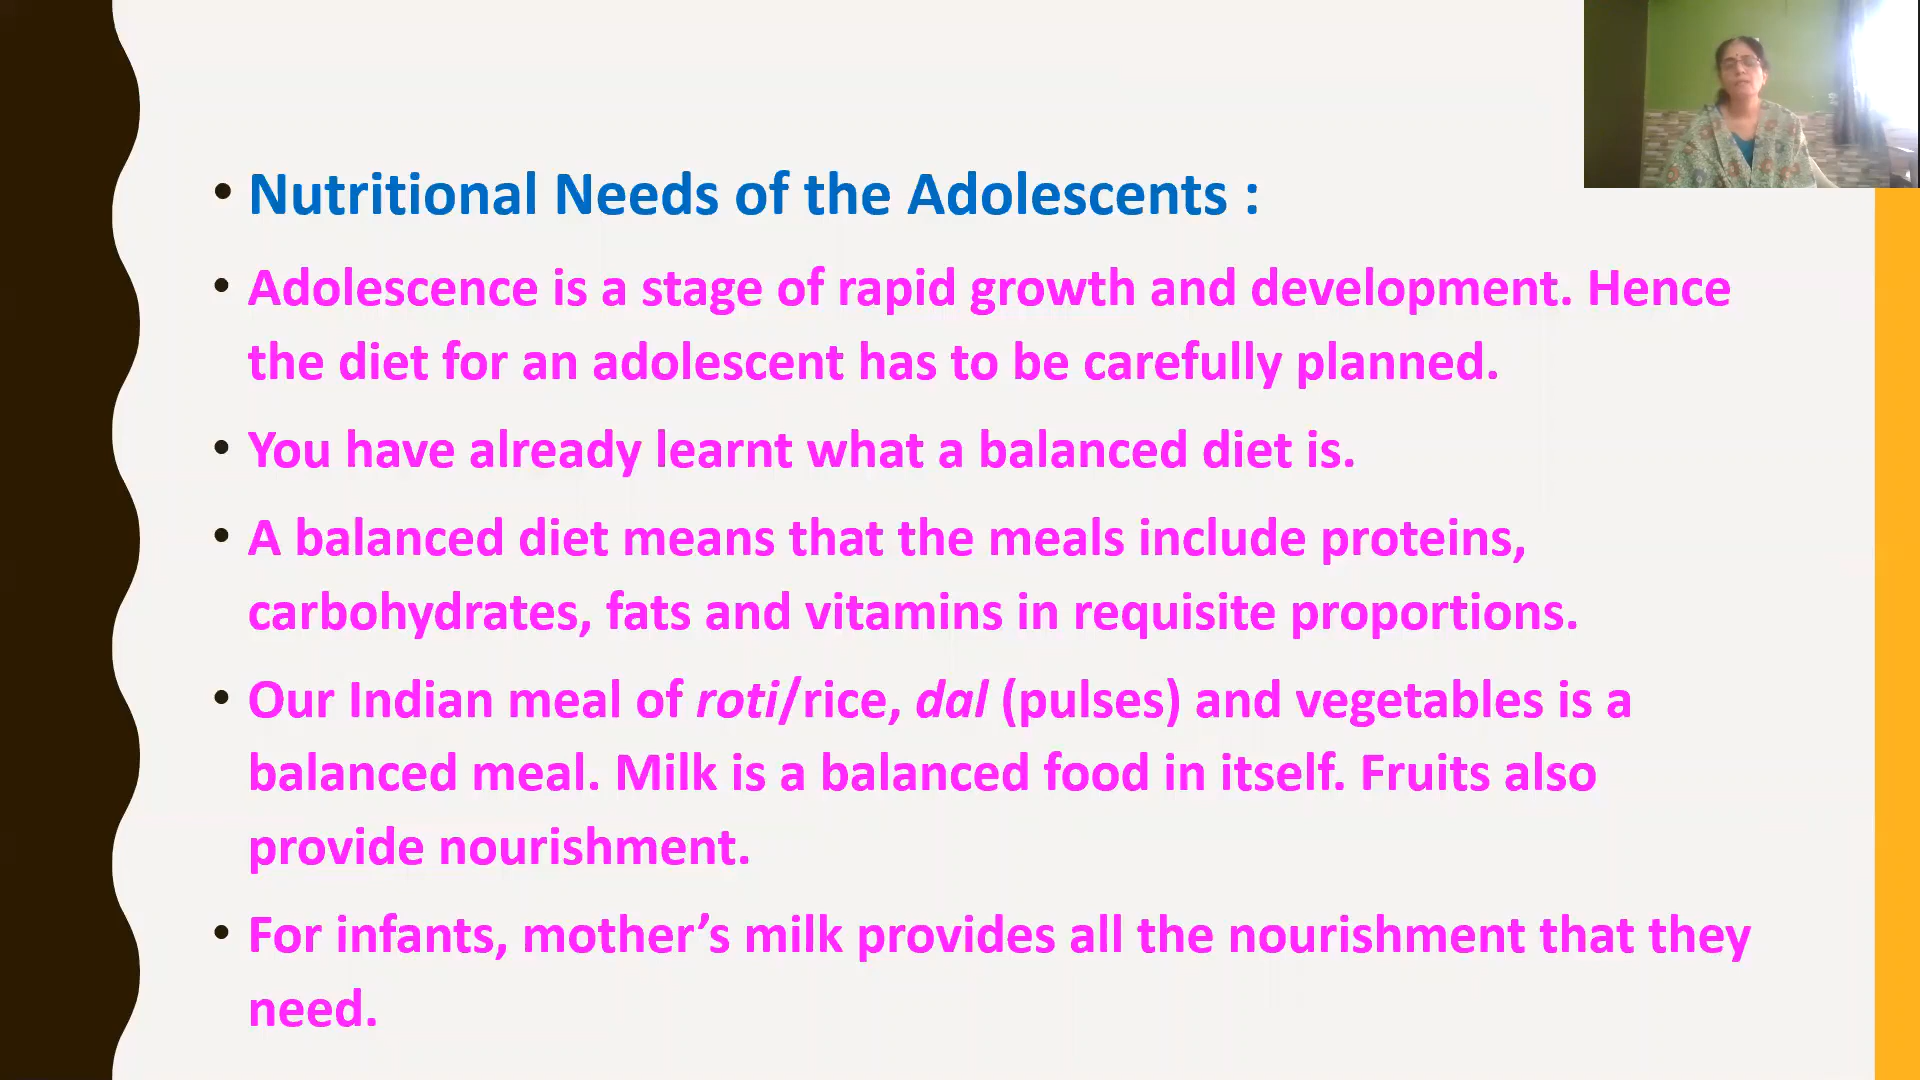 • Nutritional Needs of the Adolescents :
• Adolescence is a stage of rapid growth and development. Hence
the diet for an adolescent has to be carefully planned.
• You have already learnt what a balanced diet is.
• A balanced diet means that the meals include proteins,
carbohydrates, fats and vitamins in requisite proportions.
• Our Indian meal of roti/rice, dal (pulses) and vegetables is a
balanced meal. Milk is a balanced food in itself. Fruits also
provide nourishment.
• For infants, mother’s milk provides all the nourishment that they
need.